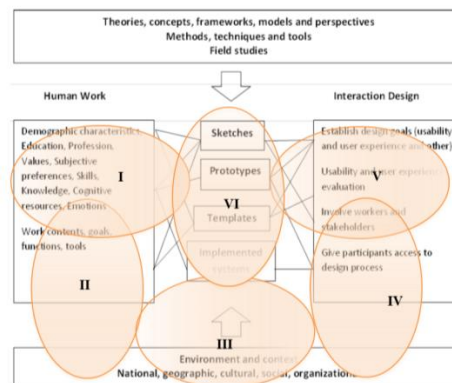 Theories, concepts, frameworks, models and perspectives
Methods, techniques and tools
Field studies
Human Work
Interaction Design
Demographic characteristics,
Education, Profession,
Values, Subjective
preferences, Skills,
Knowledge, Cognitive
resources, Emotions
Work contents, goals,
functions, tools
I
II
Sketches
Prototypes
VI
Templates
Implemented
systems
Establish design goals (usability
and user experience and other)
V
Usability and user experience
evaluation
Involve workers and
stakeholders
Give participants access to
design process
IV
III
Environment and context
National, geographic, cultural, social, organizational